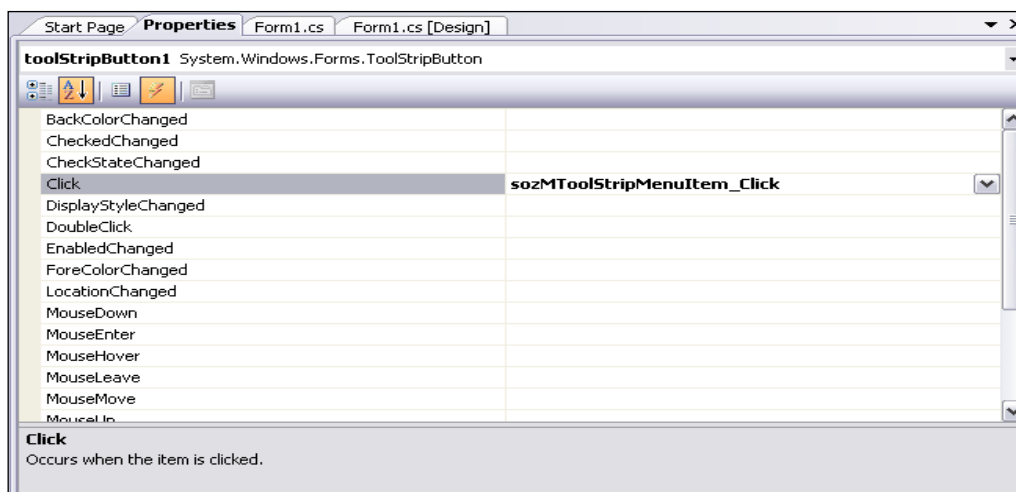 Start Page Properties Form1.cs Form1.cs [Design]
toolStripButton1 System.Windows.Forms.ToolStripButton
BackColorChanged
CheckedChanged
CheckStateChanged
Click sozMToolStripMenuItem_Click
DisplayStyleChanged
DoubleClick
EnabledChanged
ForeColorChanged
LocationChanged
MouseDown
MouseEnter
MouseHover
MouseLeave
MouseMove
MouseUp
Click
Occurs when the item is clicked.